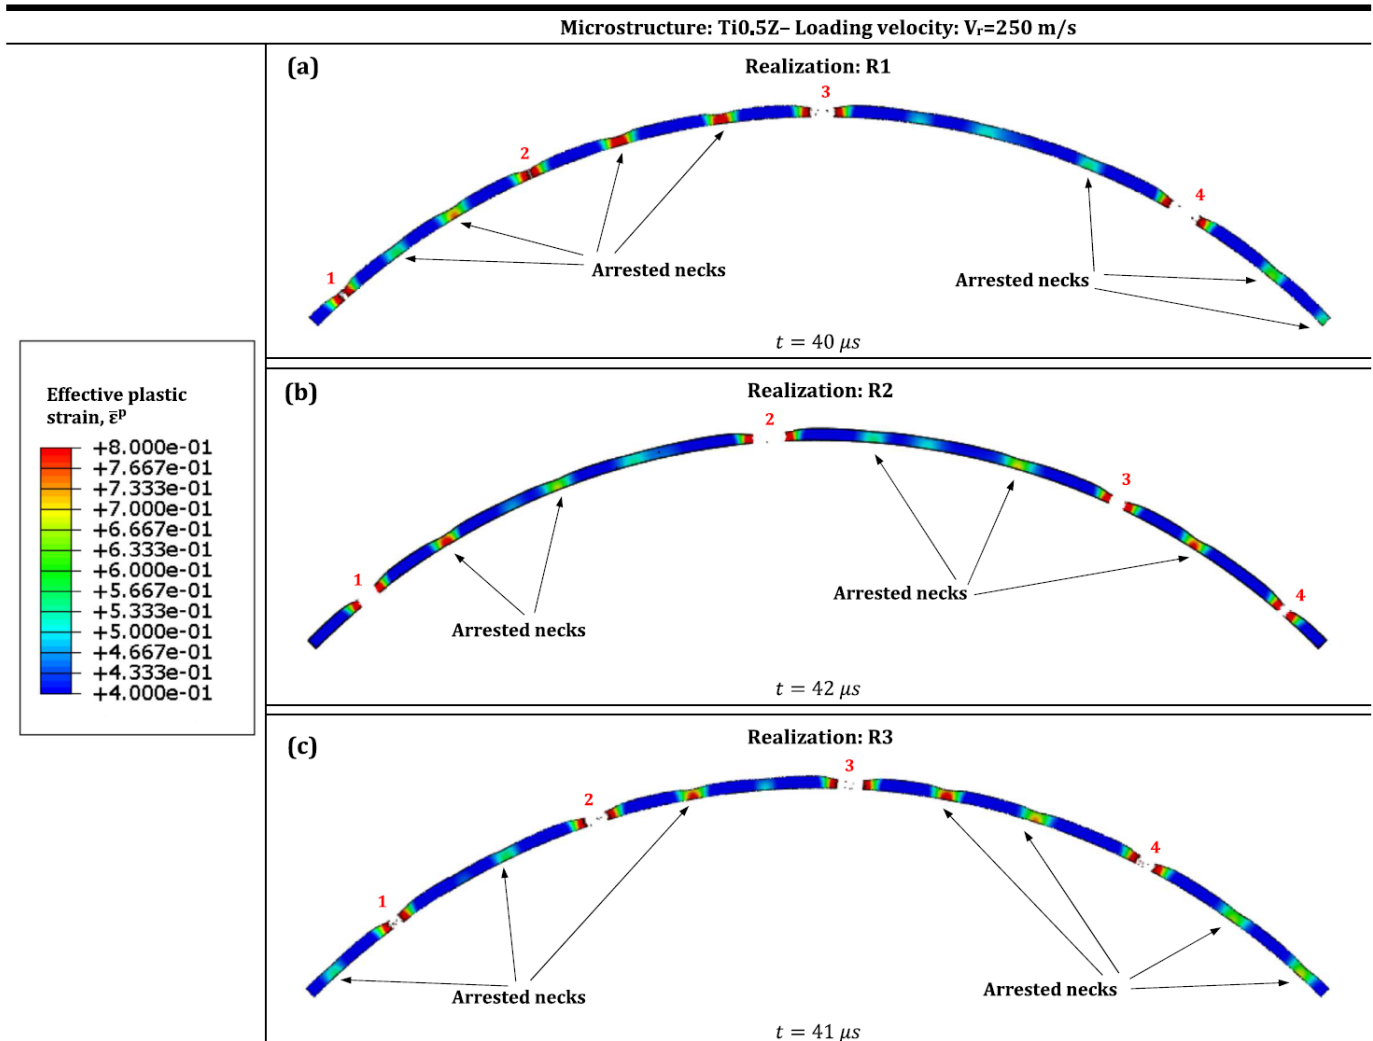 Microstructure: Ti0.5Z– Loading velocity: Vᵣ=250 m/s
(a)
Realization: R1
3
2
4
1
Arrested necks
Arrested necks
t = 40 μs
Effective plastic
strain, ε̄ᵖ
+8.000e-01
+7.667e-01
+7.333e-01
+7.000e-01
+6.667e-01
+6.333e-01
+6.000e-01
+5.667e-01
+5.333e-01
+5.000e-01
+4.667e-01
+4.333e-01
+4.000e-01
(b)
Realization: R2
2
3
1
4
Arrested necks
Arrested necks
t = 42 μs
(c)
Realization: R3
3
2
4
1
Arrested necks
Arrested necks
t = 41 μs